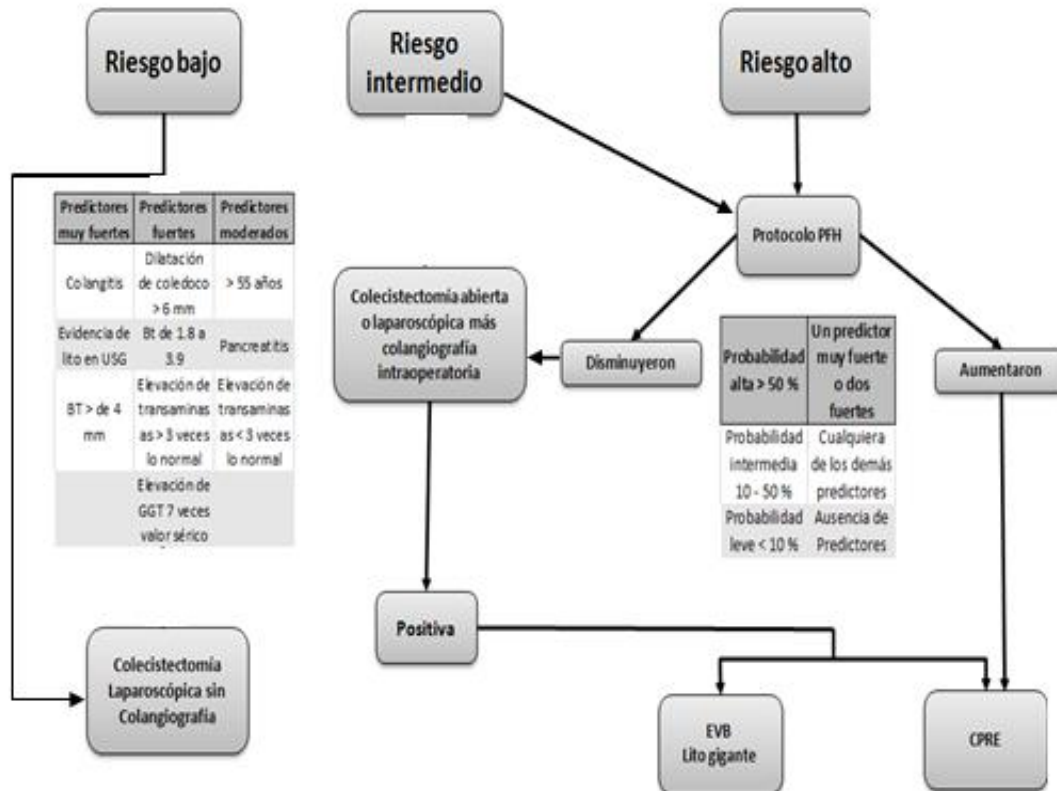 Riesgo bajo
Riesgo
intermedio
Riesgo alto
Predictores
muy fuertes
Predictores
fuertes
Predictores
moderados
Colangitis
Dilatación
de coledoco
> 6 mm
> 55 años
Evidencia de
lito en USG
Bt de 1.8 a
3.9
Pancreatitis
BT > de 4
mm
Elevación de
transaminas
as > 3 veces
lo normal
Elevación de
transaminas
as < 3 veces
lo normal
Elevación de
GGT 7 veces
valor sérico
Protocolo PFH
Colecistectomía abierta
o laparoscópica más
colangiografía
intraoperatoria
Disminuyeron
Aumentaron
Probabilidad
alta > 50 %
Un predictor
muy fuerte
o dos
fuertes
Probabilidad
intermedia
10 - 50 %
Cualquiera
de los demás
predictores
Probabilidad
leve < 10 %
Ausencia de
Predictores
Positiva
Colecistectomía
Laparoscópica sin
Colangiografía
EVB
Lito gigante
CPRE